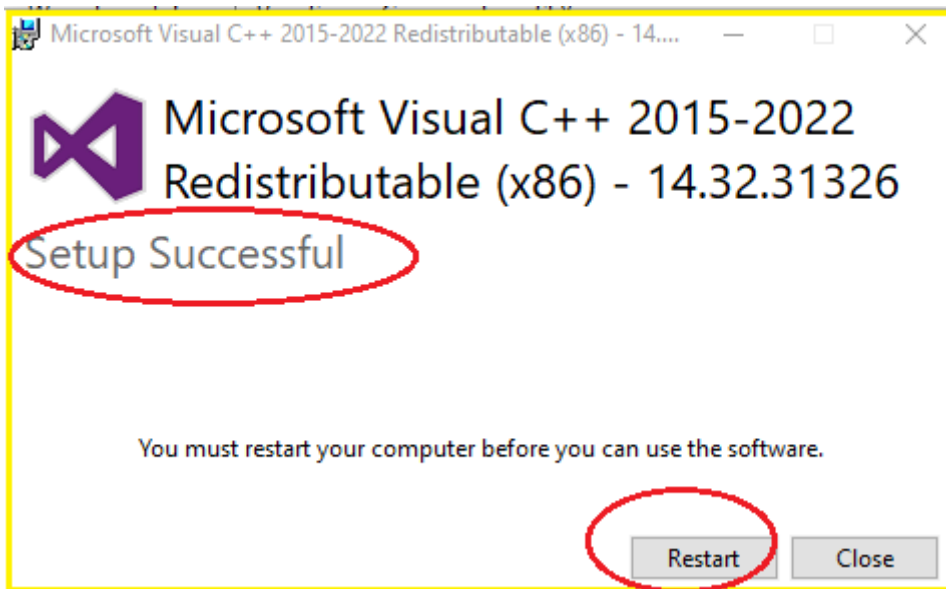 Microsoft Visual C++ 2015-2022 Redistributable (x86) - 14....
Microsoft Visual C++ 2015-2022
Redistributable (x86) - 14.32.31326
Setup Successful
You must restart your computer before you can use the software.
Restart
Close